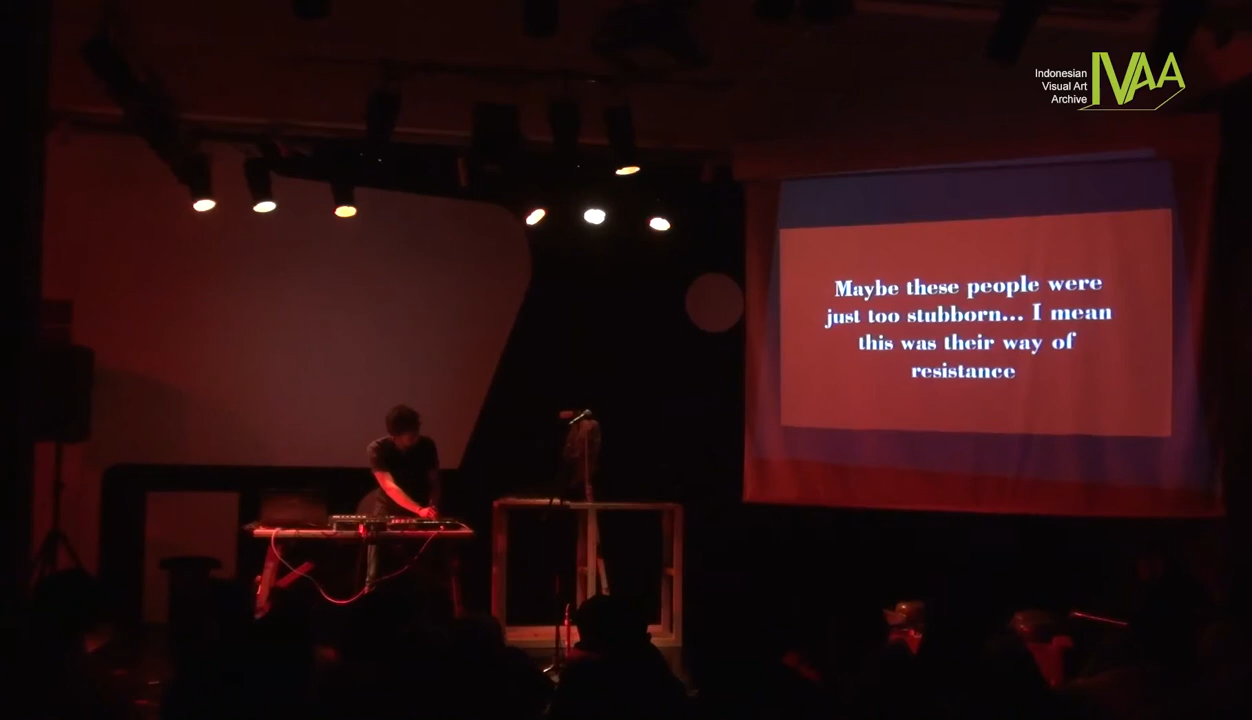 Indonesian
Visual Art
Archive
IVAA
Maybe these people were
just too stubborn... I mean
this was their way of
resistance